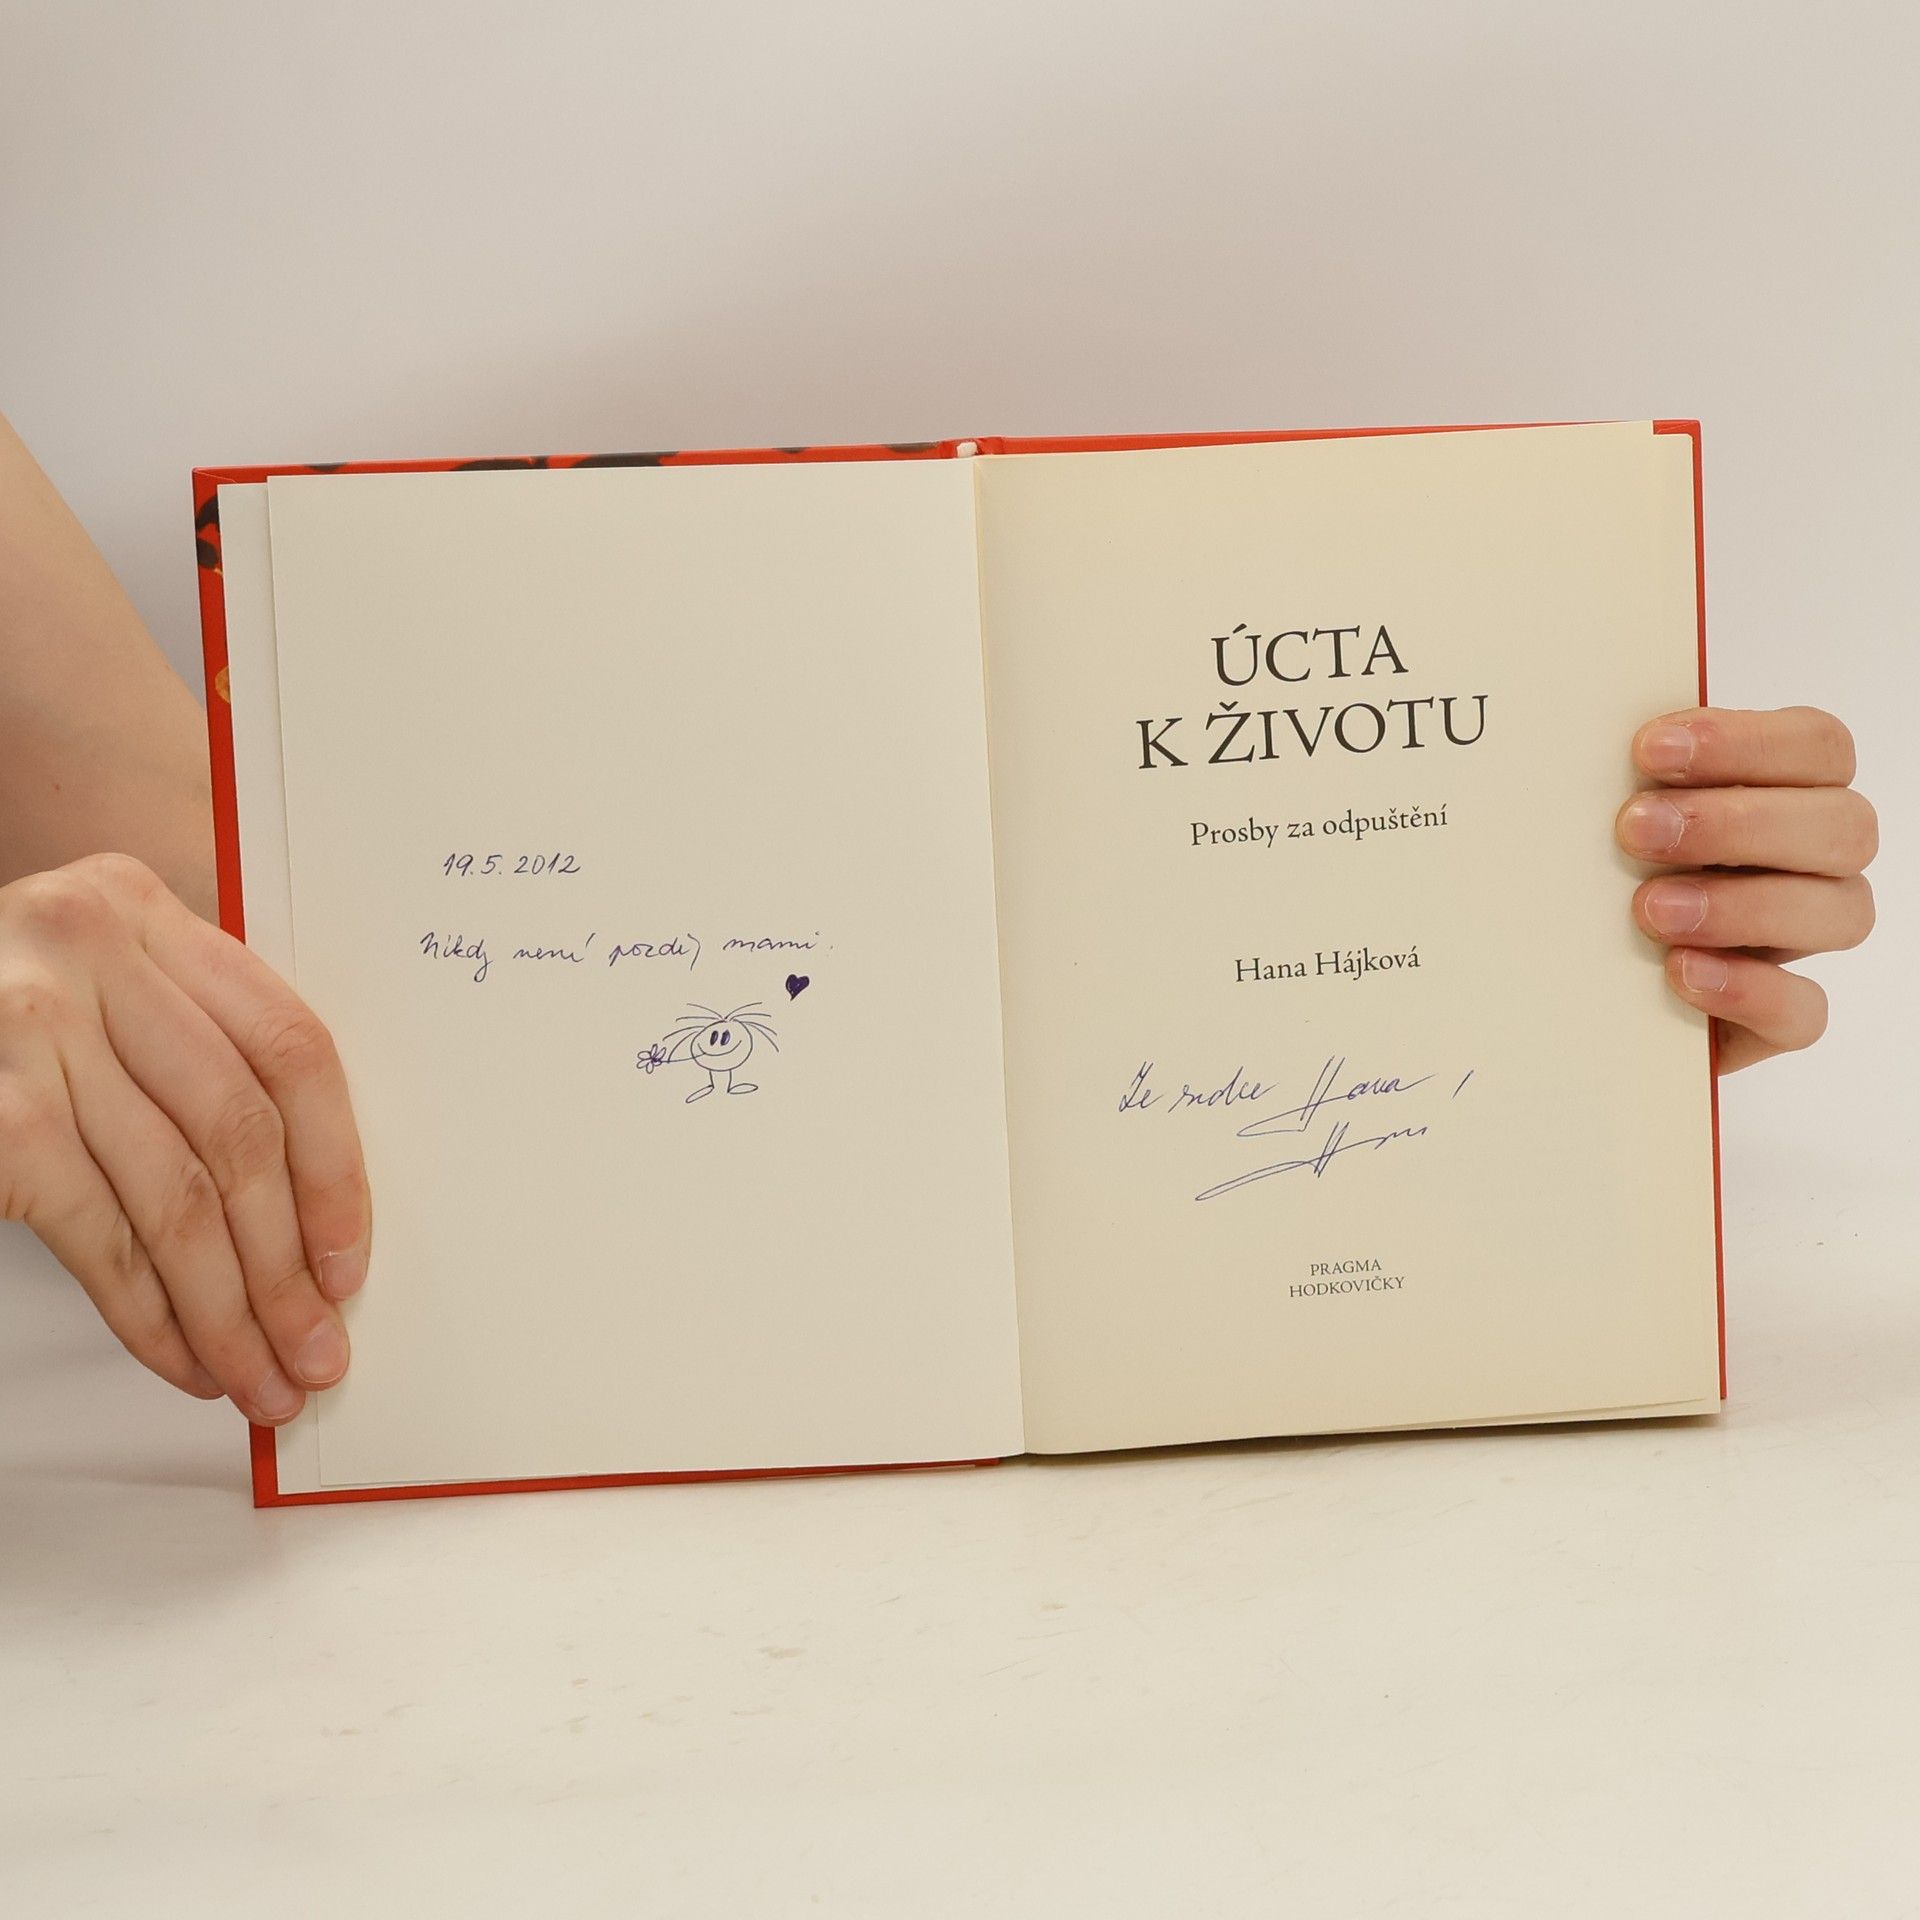 19.5.2012
Nikdy není pozdě, mami.
ÚCTA
K ŽIVOTU
Prosby za odpuštění
Hana Hájková
Ze srdce Hana
PRAGMA
HODKOVIČKY